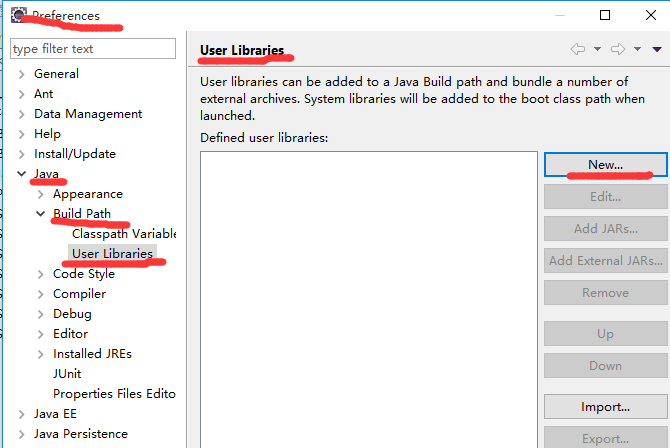 Preferences
type filter text
General
Ant
Data Management
Help
Install/Update
Java
Appearance
Build Path
Classpath Variable
User Libraries
Code Style
Compiler
Debug
Editor
Installed JREs
JUnit
Properties Files Edito
Java EE
Java Persistence
User Libraries
User libraries can be added to a Java Build path and bundle a number of
external archives. System libraries will be added to the boot class path when
launched.
Defined user libraries:
New...
Edit...
Add JARs...
Add External JARs...
Remove
Up
Down
Import...
Export...